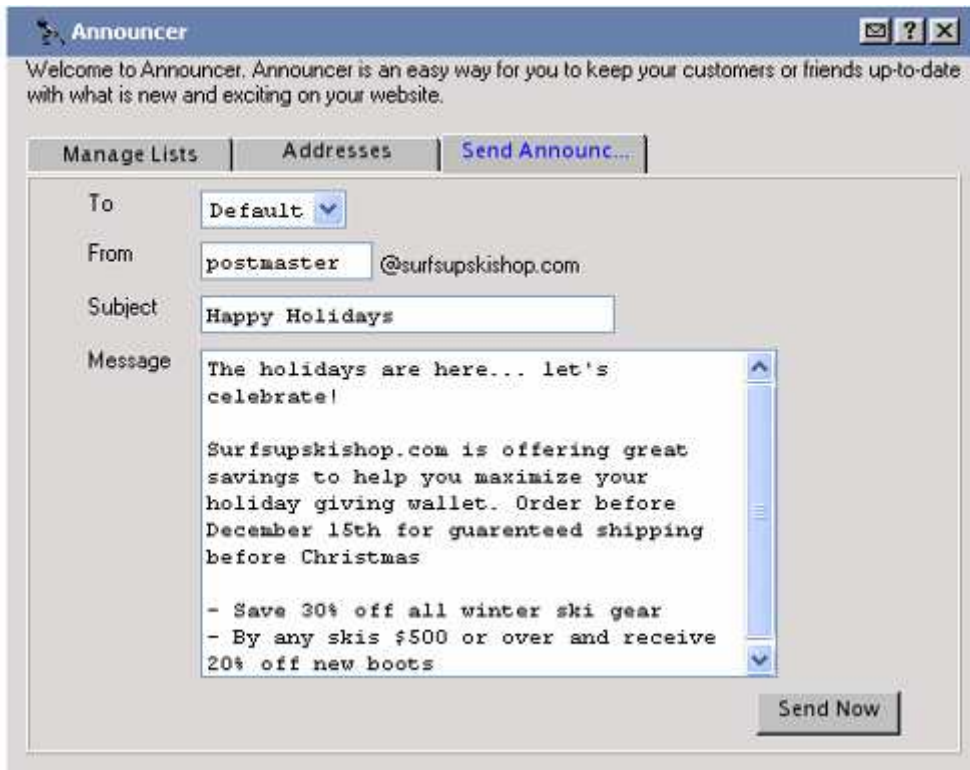 Announcer
?
Welcome to Announcer. Announcer is an easy way for you to keep your customers or friends up-to-date
with what is new and exciting on your website.
Manage Lists Addresses Send Announc...
To Default
From postmaster @surfsupskishop.com
Subject Happy Holidays
Message The holidays are here... let's
celebrate!
Surfsupskishop.com is offering great
savings to help you maximize your
holiday giving wallet. Order before
December 15th for guarenteed shipping
before Christmas
- Save 30% off all winter ski gear
- By any skis $500 or over and receive
20% off new boots
Send Now